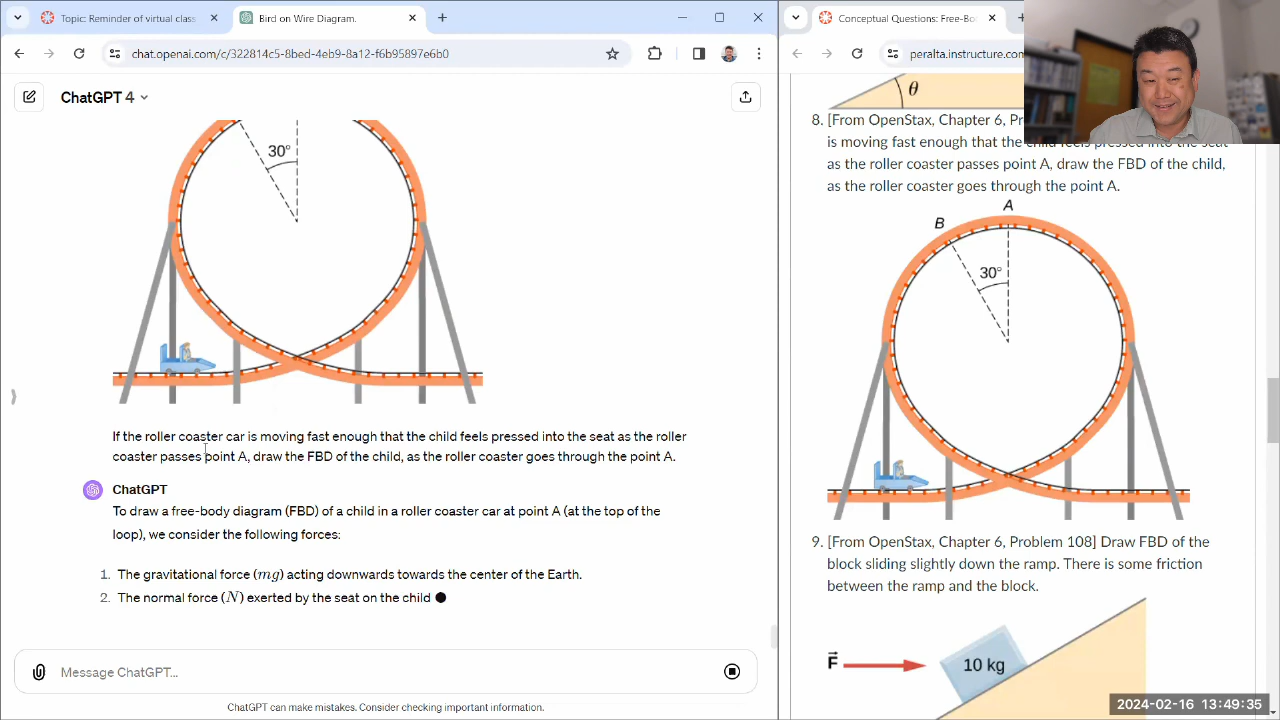 Topic: Reminder of virtual class
Bird on Wire Diagram.
Conceptual Questions: Free-Bo
chat.openai.com/c/322814c5-8bed-4eb9-8a12-f6b95897e6b0
peralta.instructure.com
ChatGPT 4
30°
If the roller coaster car is moving fast enough that the child feels pressed into the seat as the roller
coaster passes point A, draw the FBD of the child, as the roller coaster goes through the point A.
ChatGPT
To draw a free-body diagram (FBD) of a child in a roller coaster car at point A (at the top of the
loop), we consider the following forces:
1. The gravitational force (mg) acting downwards towards the center of the Earth.
2. The normal force (N) exerted by the seat on the child
Message ChatGPT...
ChatGPT can make mistakes. Consider checking important information.
θ
8. [From OpenStax, Chapter 6,
is moving fast enough that the child feels pressed into the seat
as the roller coaster passes point A, draw the FBD of the child,
as the roller coaster goes through the point A.
A
B
30°
9. [From OpenStax, Chapter 6, Problem 108] Draw FBD of the
block sliding slightly down the ramp. There is some friction
between the ramp and the block.
F
10 kg
2024-02-16 13:49:35